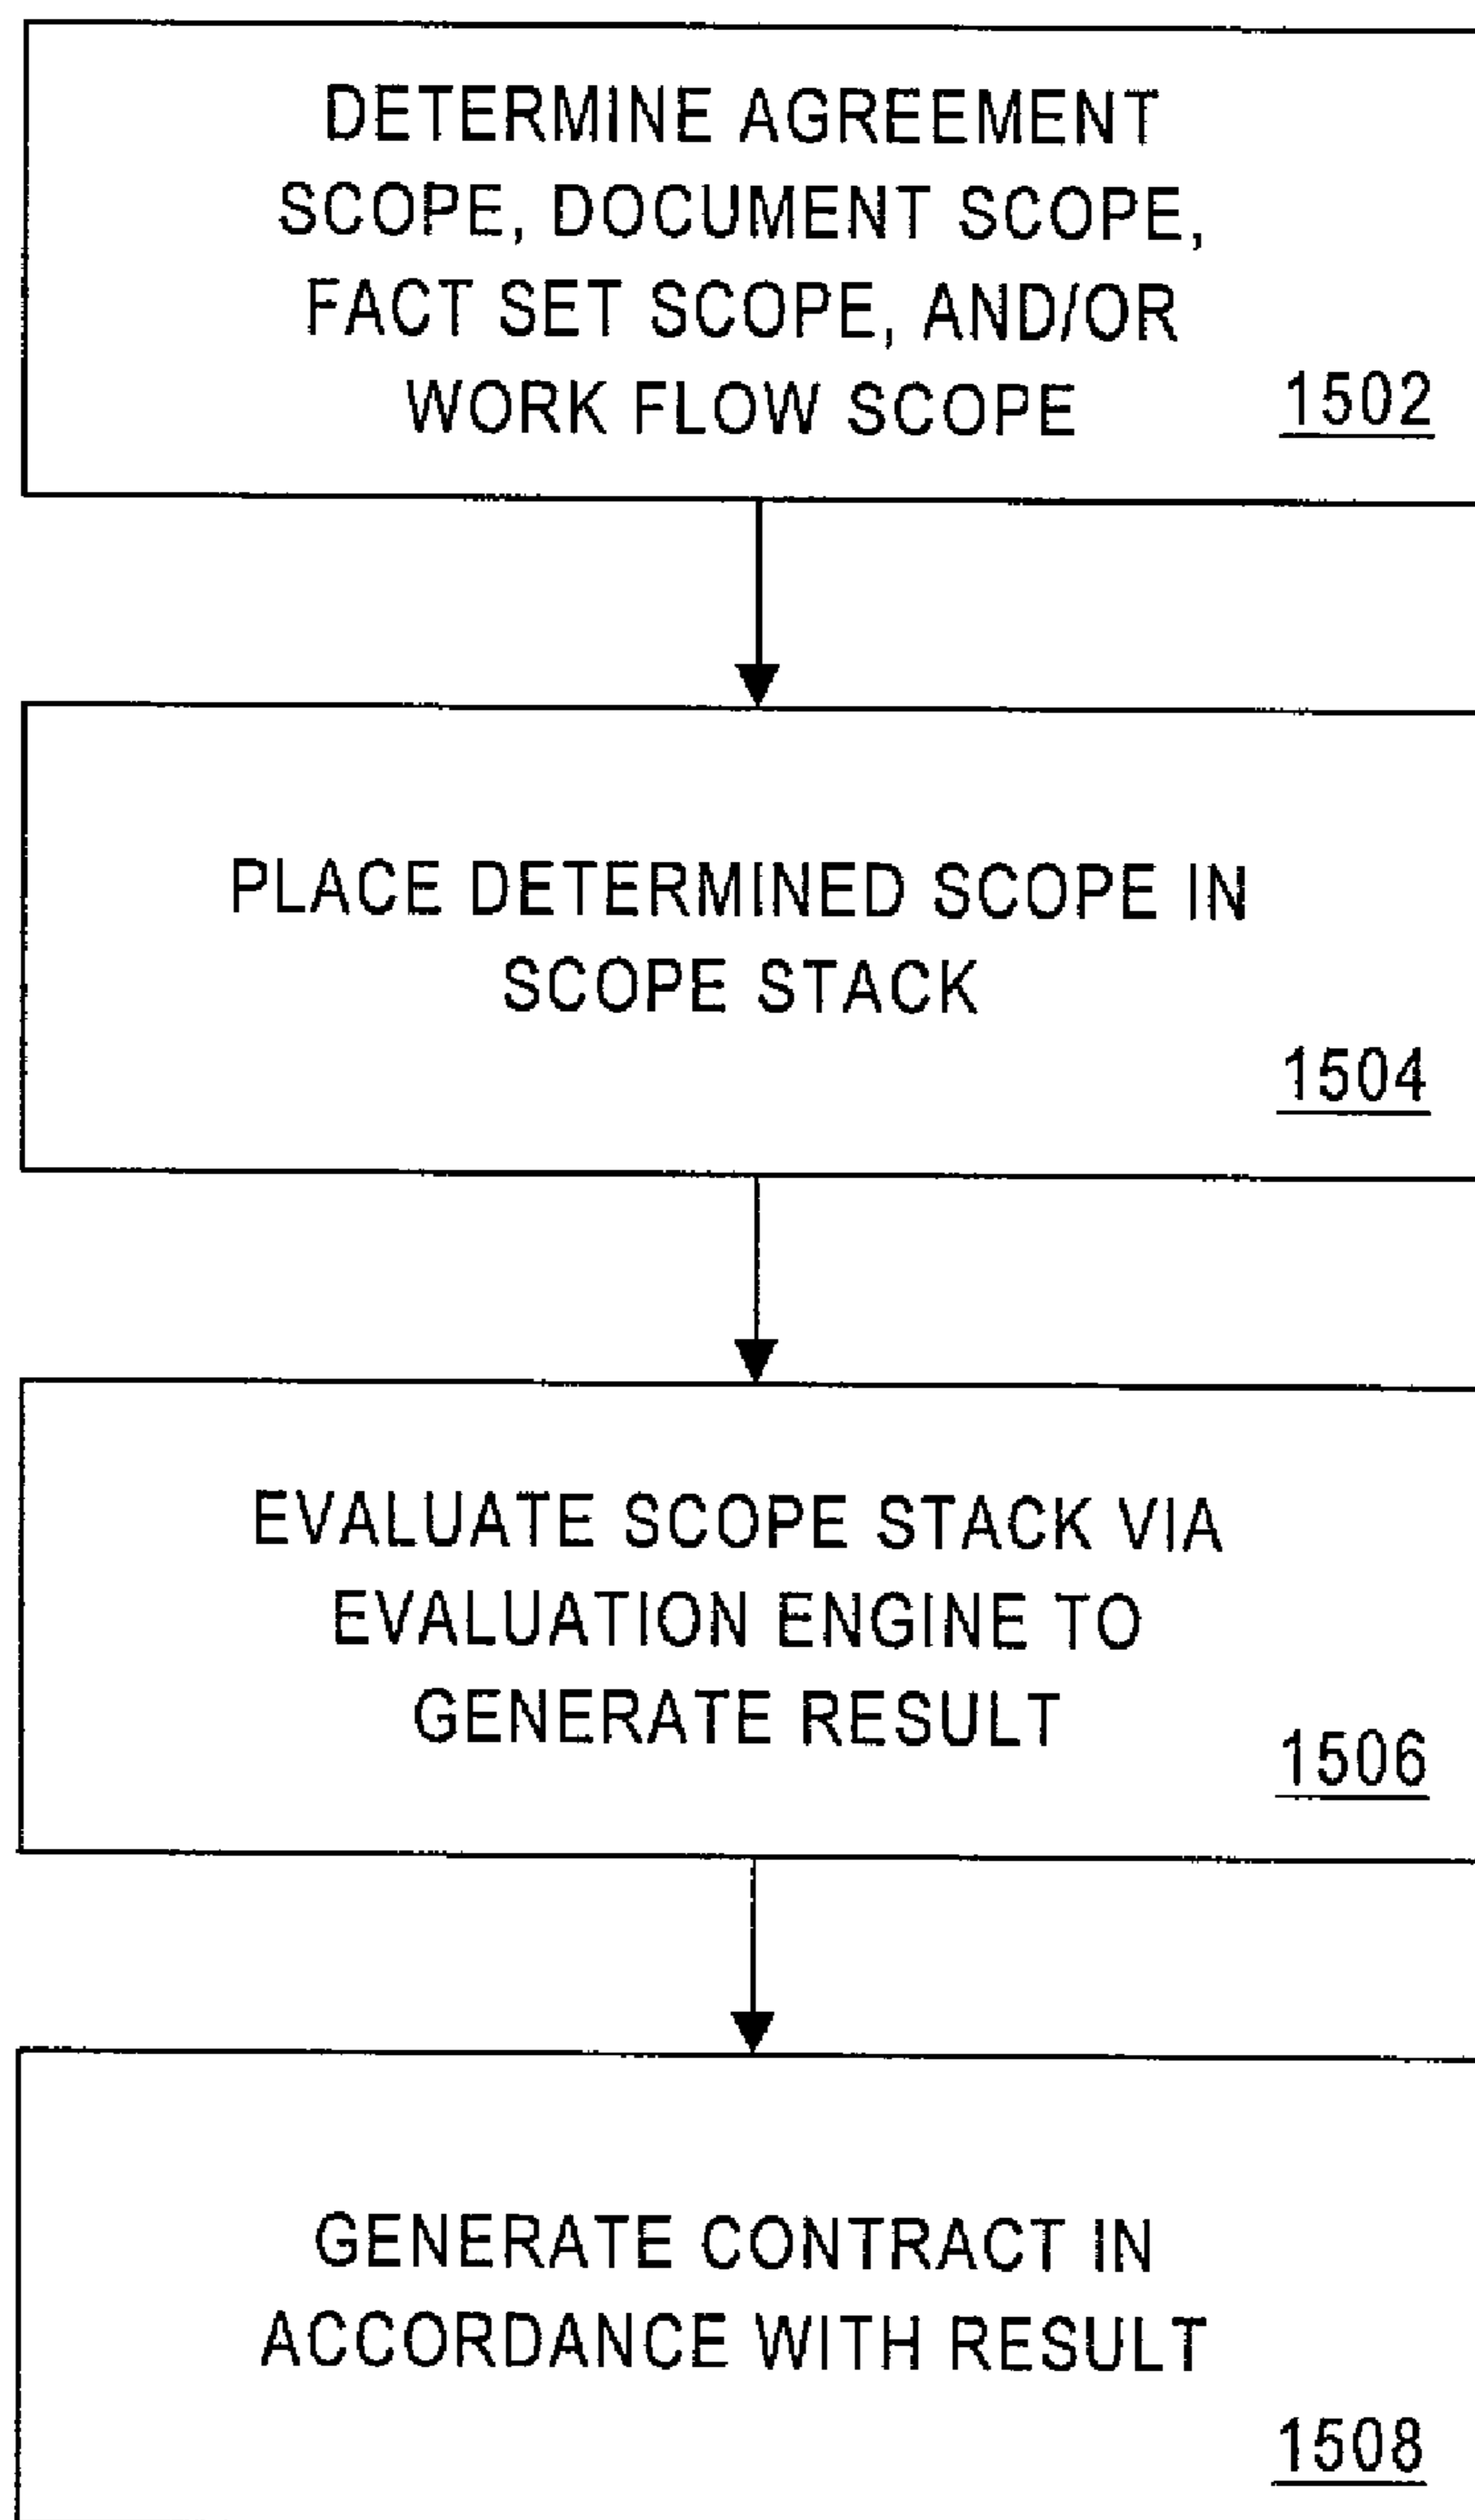 DETERMINE AGREEMENT
SCOPE, DOCUMENT SCOPE,
FACT SET SCOPE, AND/OR
WORK FLOW SCOPE
1502
PLACE DETERMINED SCOPE IN
SCOPE STACK
1504
EVALUATE SCOPE STACK VIA
EVALUATION ENGINE TO
GENERATE RESULT
1506
GENERATE CONTRACT IN
ACCORDANCE WITH RESULT
1508